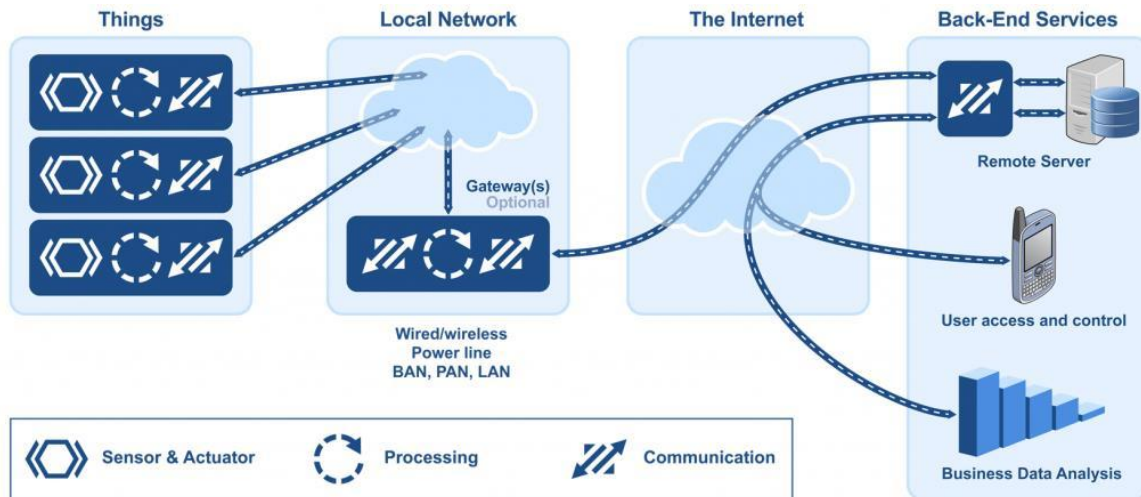 Things
Local Network
The Internet
Back-End Services
Gateway(s)
Optional
Remote Server
Wired/wireless
Power line
BAN, PAN, LAN
User access and control
Business Data Analysis
Sensor & Actuator
Processing
Communication